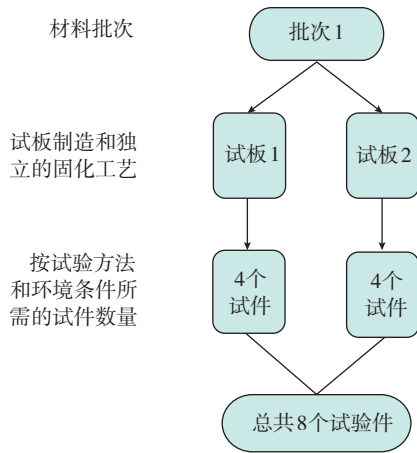 材料批次
批次1
试板制造和独
立的固化工艺
试板1
试板2
按试验方法
和环境条件所
需的试件数量
4个
试件
4个
试件
总共8个试验件